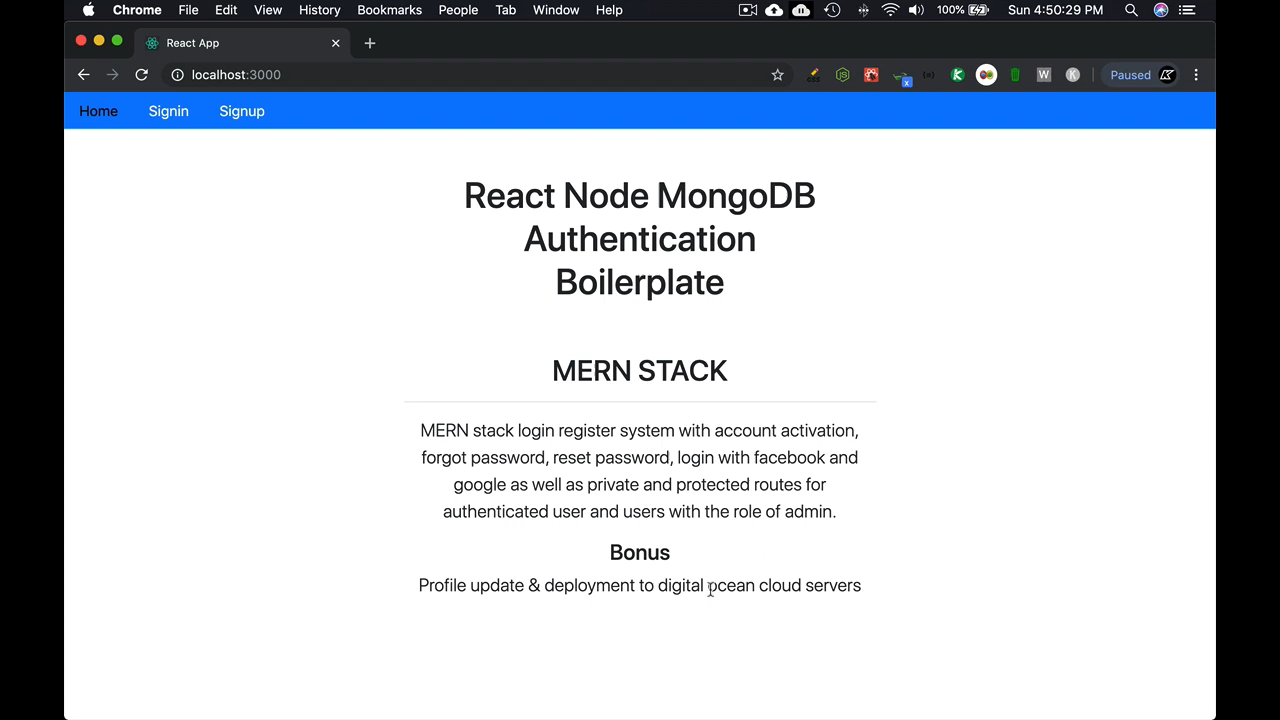 Chrome File Edit View History Bookmarks People Tab Window Help 100% Sun 4:50:29 PM
React App
localhost:3000 Paused
Home Signin Signup
React Node MongoDB
Authentication
Boilerplate
MERN STACK
MERN stack login register system with account activation,
forgot password, reset password, login with facebook and
google as well as private and protected routes for
authenticated user and users with the role of admin.
Bonus
Profile update & deployment to digital ocean cloud servers